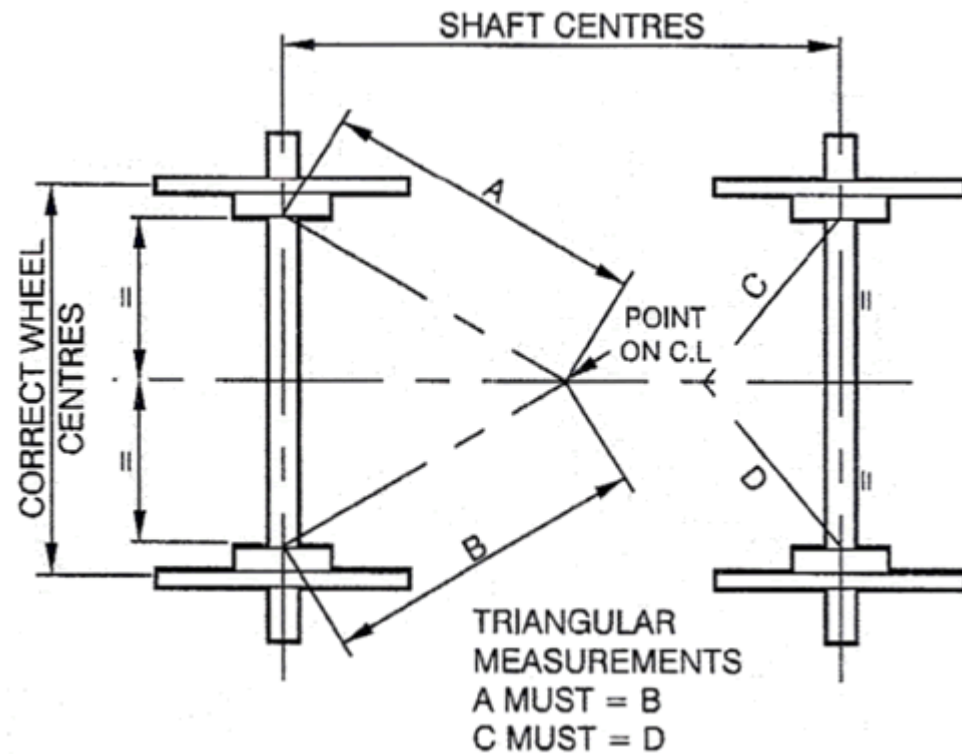 SHAFT CENTRES
A
CORRECT WHEEL
CENTRES
=
=
POINT
ON C.L
C
=
D
=
B
TRIANGULAR
MEASUREMENTS
A MUST = B
C MUST = D